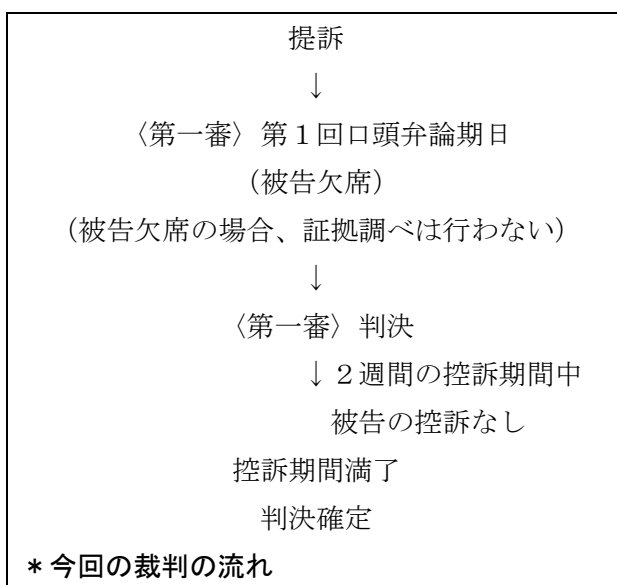 提訴
↓
〈第一審〉第１回口頭弁論期日
（被告欠席）
（被告欠席の場合、証拠調べは行わない）
↓
〈第一審〉判決
↓２週間の控訴期間中
被告の控訴なし
控訴期間満了
判決確定
＊今回の裁判の流れ